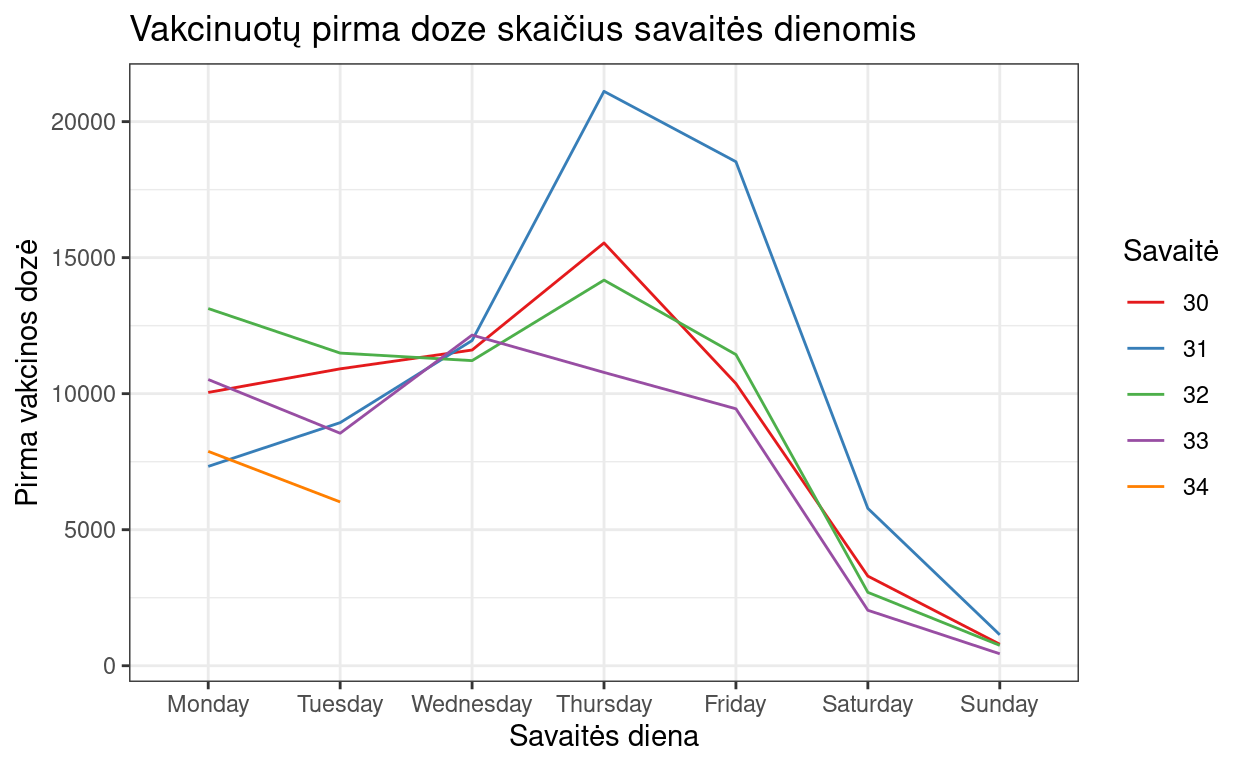 Vakcinuotų pirma doze skaičius savaitės dienomis
Pirma vakcinos dozė
20000
15000
10000
5000
0
Monday Tuesday Wednesday Thursday Friday Saturday Sunday
Savaitės diena
Savaitė
30
31
32
33
34